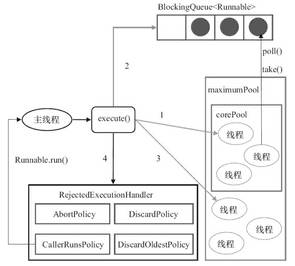 BlockingQueue<Runnable>
2
poll()
take()
maximumPool
corePool
主线程
execute()
1
线程
线程
线程
Runnable.run()
4
3
RejectedExecutionHandler
AbortPolicy
DiscardPolicy
CallerRunsPolicy
DiscardOldestPolicy
线程
线程
线程
线程